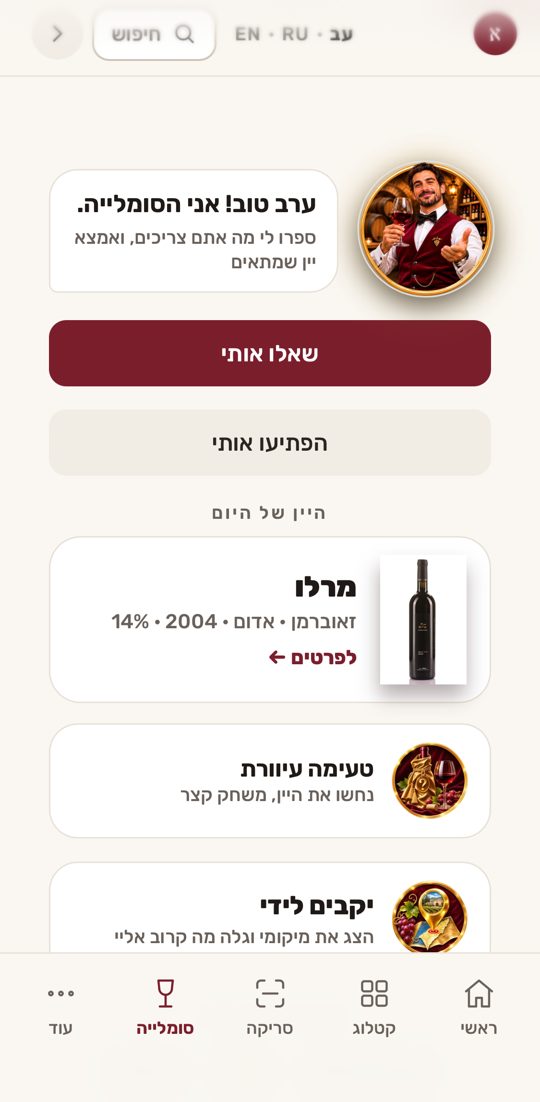 א
עב · RU · EN
חיפוש
ערב טוב! אני הסומלייה.
ספרו לי מה אתם צריכים, ואמצא
יין שמתאים
שאלו אותי
הפתיעו אותי
היין של היום
מרלו
זאוברמן · אדום · 2004 · 14%
לפרטים ←
טעימה עיוורת
נחשו את היין, משחק קצר
יקבים לידי
הצג את מיקומי וגלה מה קרוב אליי
ראשי
קטלוג
סריקה
סומלייה
עוד